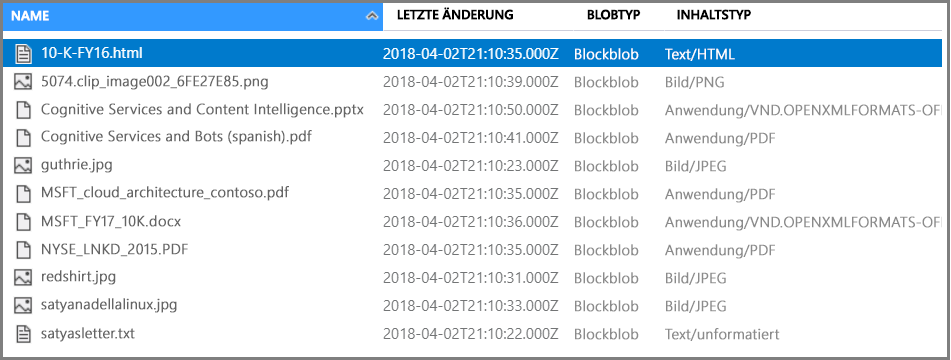 NAME LETZTE ÄNDERUNG BLOBTYP INHALTSTYP
10-K-FY16.html 2018-04-02T21:10:35.000Z Blockblob Text/HTML
5074.clip_image002_6FE27E85.png 2018-04-02T21:10:39.000Z Blockblob Bild/PNG
Cognitive Services and Content Intelligence.pptx 2018-04-02T21:10:50.000Z Blockblob Anwendung/VND.OPENXMLFORMATS-OFI
Cognitive Services and Bots (spanish).pdf 2018-04-02T21:10:41.000Z Blockblob Anwendung/PDF
guthrie.jpg 2018-04-02T21:10:23.000Z Blockblob Bild/JPEG
MSFT_cloud_architecture_contoso.pdf 2018-04-02T21:10:35.000Z Blockblob Anwendung/PDF
MSFT_FY17_10K.docx 2018-04-02T21:10:36.000Z Blockblob Anwendung/VND.OPENXMLFORMATS-OFI
NYSE_LNKD_2015.PDF 2018-04-02T21:10:35.000Z Blockblob Anwendung/PDF
redshirt.jpg 2018-04-02T21:10:31.000Z Blockblob Bild/JPEG
satyanadellalinux.jpg 2018-04-02T21:10:33.000Z Blockblob Bild/JPEG
satyasletter.txt 2018-04-02T21:10:22.000Z Blockblob Text/unformatiert